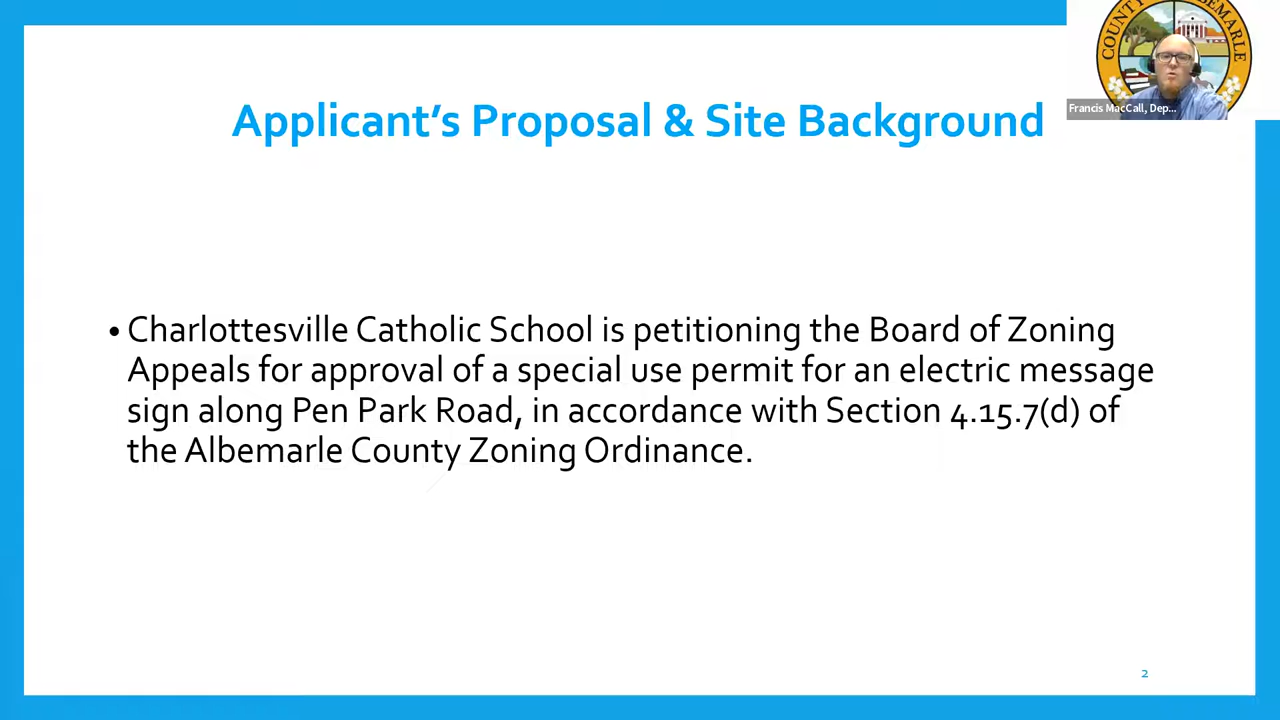 COUNTY
EMARLE
Francis MacCall, Dep...
Applicant’s Proposal & Site Background
• Charlottesville Catholic School is petitioning the Board of Zoning
Appeals for approval of a special use permit for an electric message
sign along Pen Park Road, in accordance with Section 4.15.7(d) of
the Albemarle County Zoning Ordinance.
2